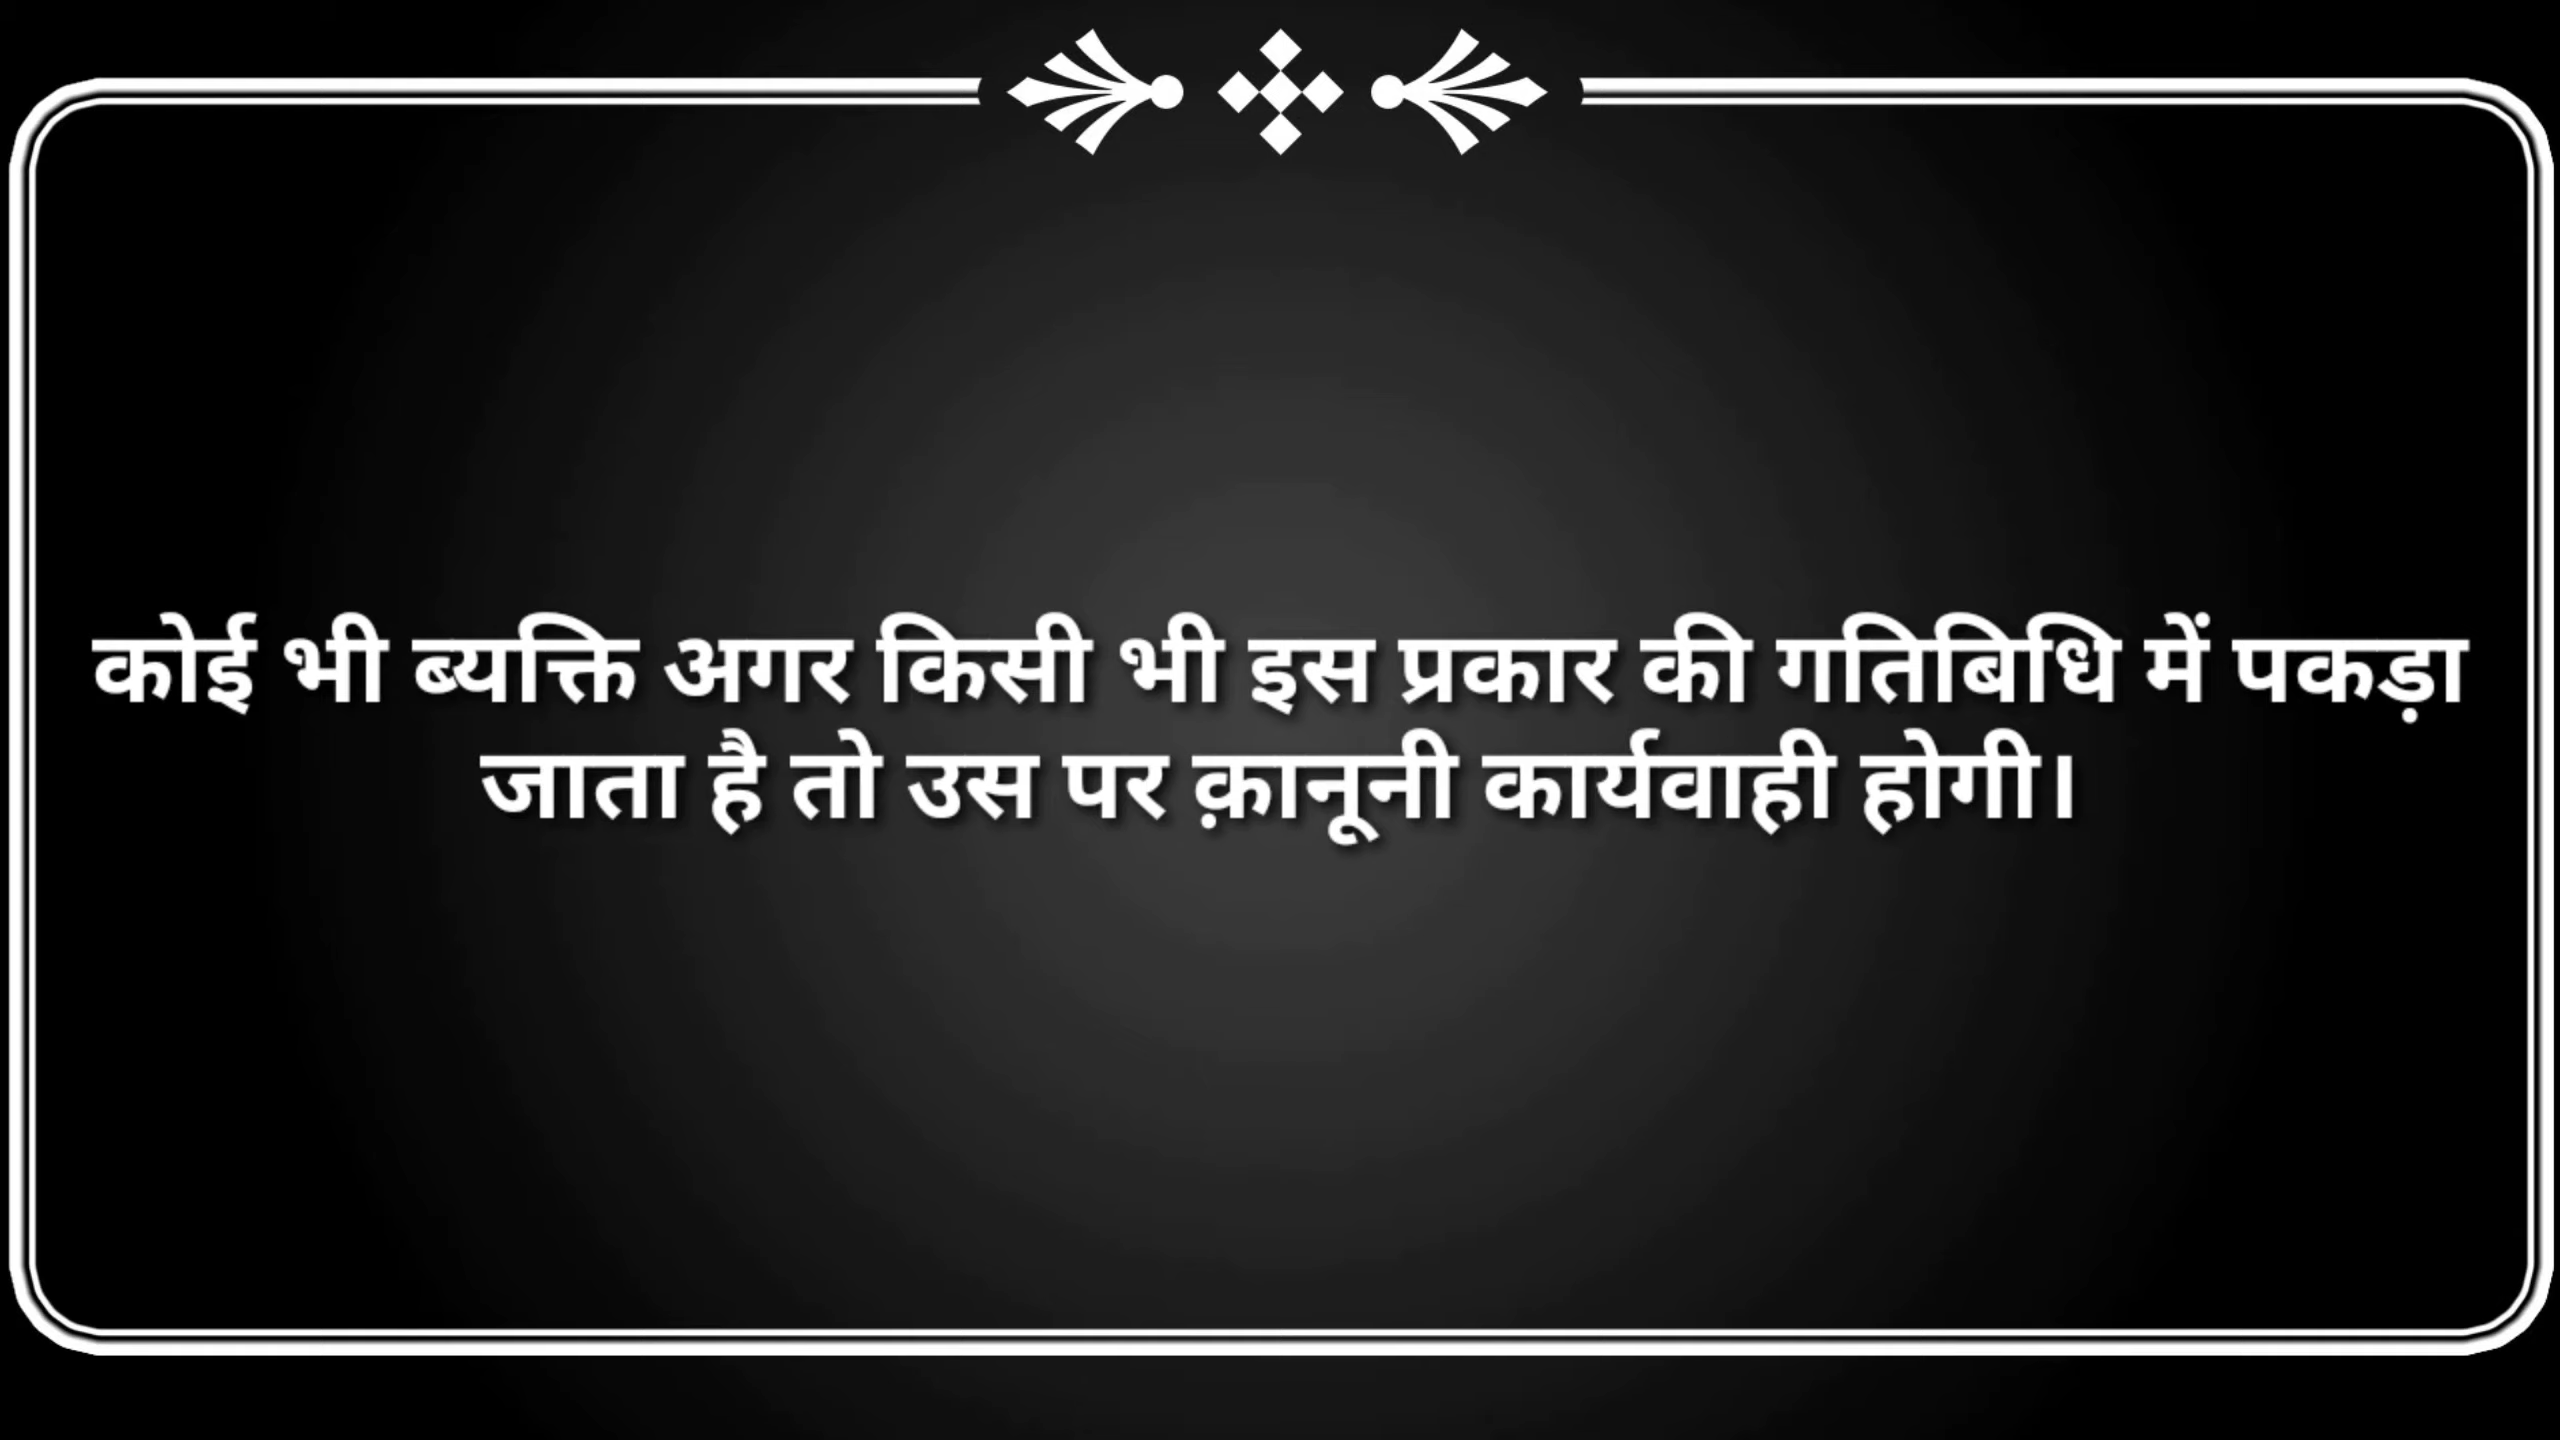 कोई भी ब्यक्ति अगर किसी भी इस प्रकार की गतिबिधि में पकड़ा
जाता है तो उस पर क़ानूनी कार्यवाही होगी।